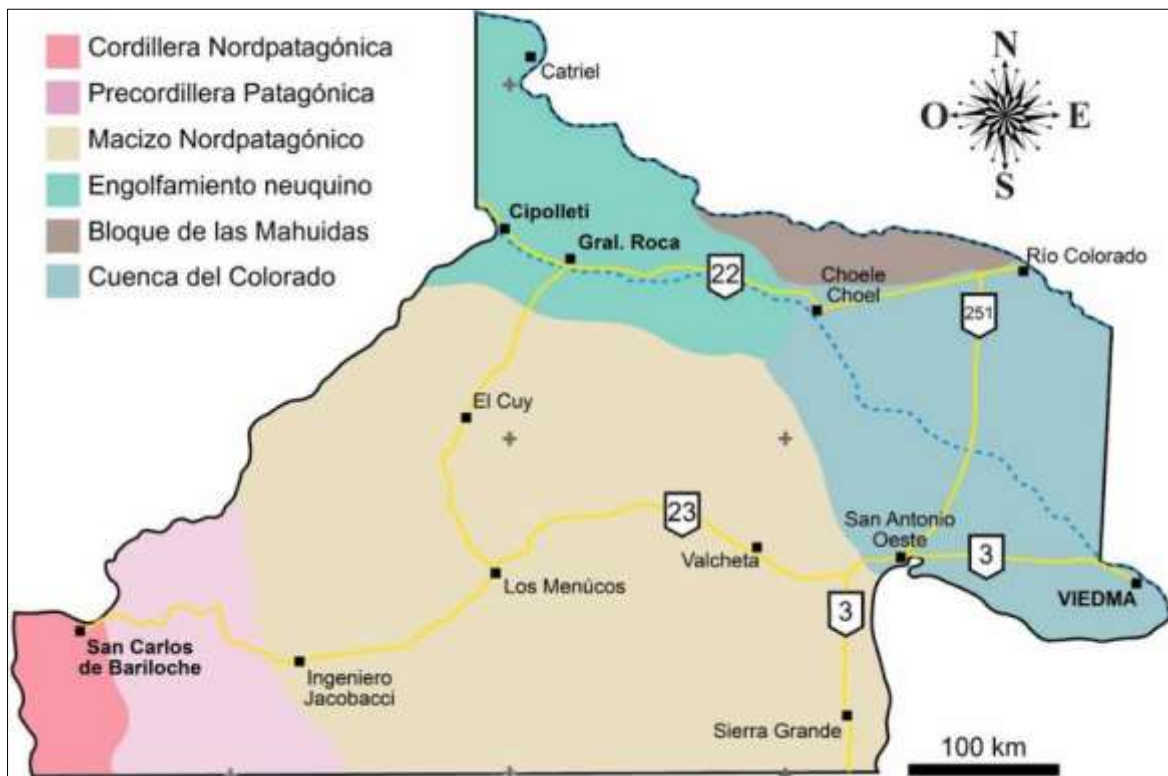 Cordillera Nordpatagónica
Precordillera Patagónica
Macizo Nordpatagónico
Engolfamiento neuquino
Bloque de las Mahuidas
Cuenca del Colorado
N
O
E
S
Catriel
Cipolleti
Gral. Roca
22
Choele
Choel
Río Colorado
251
El Cuy
23
Valcheta
San Antonio
Oeste
3
VIEDMA
Los Menúcos
3
San Carlos
de Bariloche
Ingeniero
Jacobacci
Sierra Grande
100 km